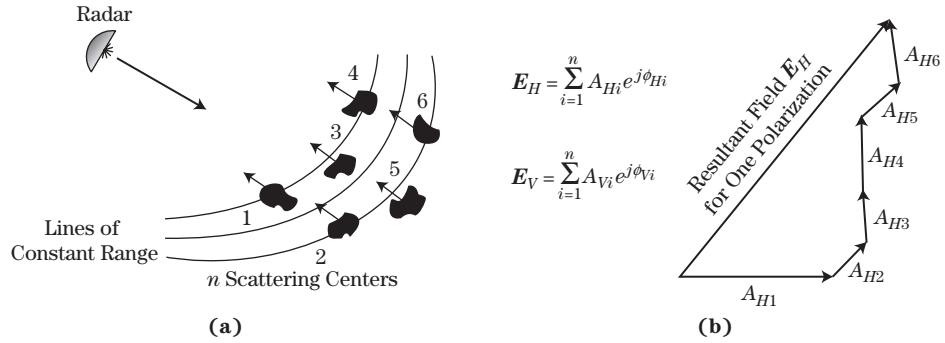 Radar
4
6
3
5
1
2
Lines of
Constant Range
n Scattering Centers
(a)
E_H = \sum_{i=1}^{n} A_{Hi} e^{jϕ_{Hi}}
E_V = \sum_{i=1}^{n} A_{Vi} e^{jϕ_{Vi}}
Resultant Field E_H
for One Polarization
A_{H6}
A_{H5}
A_{H4}
A_{H3}
A_{H2}
A_{H1}
(b)